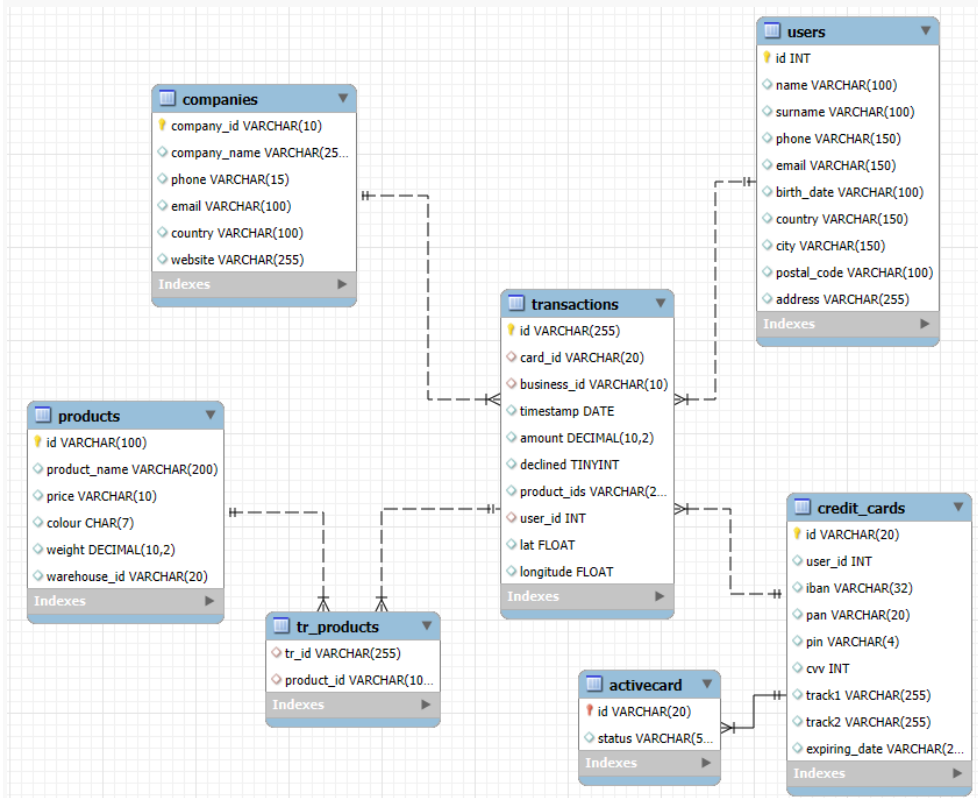 users
id INT
name VARCHAR(100)
surname VARCHAR(100)
phone VARCHAR(150)
email VARCHAR(150)
birth_date VARCHAR(100)
country VARCHAR(150)
city VARCHAR(150)
postal_code VARCHAR(100)
address VARCHAR(255)
Indexes
companies
company_id VARCHAR(10)
company_name VARCHAR(25...
phone VARCHAR(15)
email VARCHAR(100)
country VARCHAR(100)
website VARCHAR(255)
Indexes
transactions
id VARCHAR(255)
card_id VARCHAR(20)
business_id VARCHAR(10)
timestamp DATE
amount DECIMAL(10,2)
declined TINYINT
product_ids VARCHAR(2...
user_id INT
lat FLOAT
longitude FLOAT
Indexes
products
id VARCHAR(100)
product_name VARCHAR(200)
price VARCHAR(10)
colour CHAR(7)
weight DECIMAL(10,2)
warehouse_id VARCHAR(20)
Indexes
credit_cards
id VARCHAR(20)
user_id INT
iban VARCHAR(32)
pan VARCHAR(20)
pin VARCHAR(4)
cvv INT
track1 VARCHAR(255)
track2 VARCHAR(255)
expiring_date VARCHAR(2...
Indexes
tr_products
tr_id VARCHAR(255)
product_id VARCHAR(10...
Indexes
activecard
id VARCHAR(20)
status VARCHAR(5...
Indexes